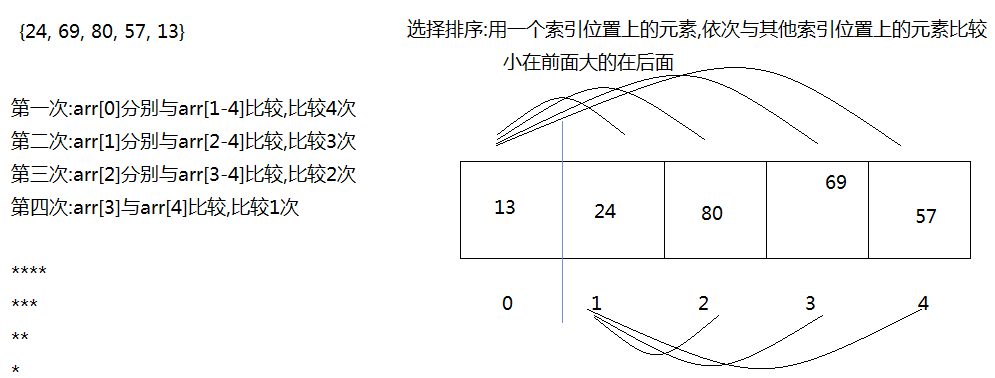 {24, 69, 80, 57, 13}
选择排序:用一个索引位置上的元素,依次与其他索引位置上的元素比较
小在前面大的在后面
第一次:arr[0]分别与arr[1-4]比较,比较4次
第二次:arr[1]分别与arr[2-4]比较,比较3次
第三次:arr[2]分别与arr[3-4]比较,比较2次
第四次:arr[3]与arr[4]比较,比较1次
****
***
**
*
13 24 80 69 57
0 1 2 3 4